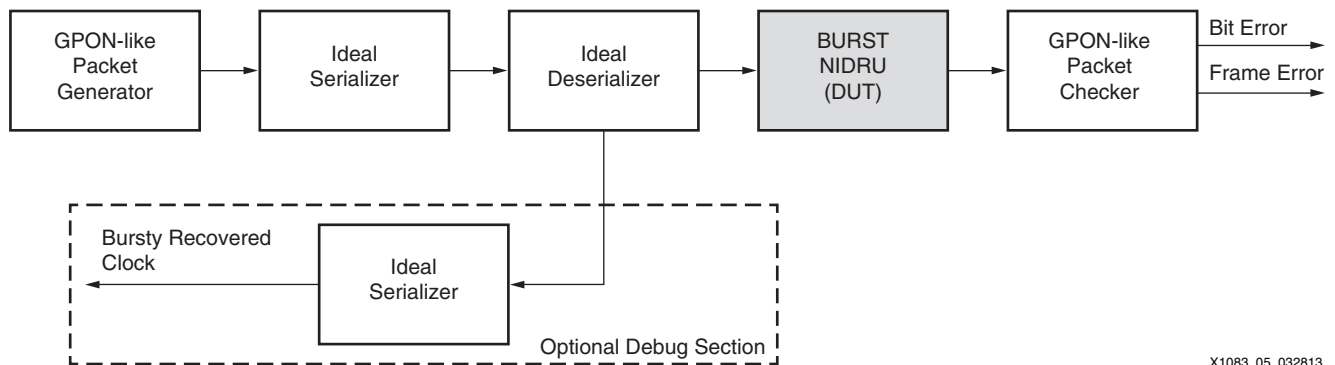 GPON-like
Packet
Generator
Ideal
Serializer
Ideal
Deserializer
BURST
NIDRU
(DUT)
GPON-like
Packet
Checker
Bit Error
Frame Error
Bursty Recovered
Clock
Ideal
Serializer
Optional Debug Section
X1083_05_032813